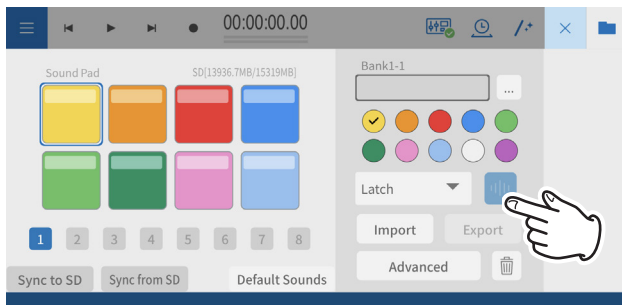 00:00:00.00
Sound Pad SD[13936.7MB/15319MB]
Bank1-1
...
Latch
Import Export
Advanced
1 2 3 4 5 6 7 8
Sync to SD Sync from SD Default Sounds